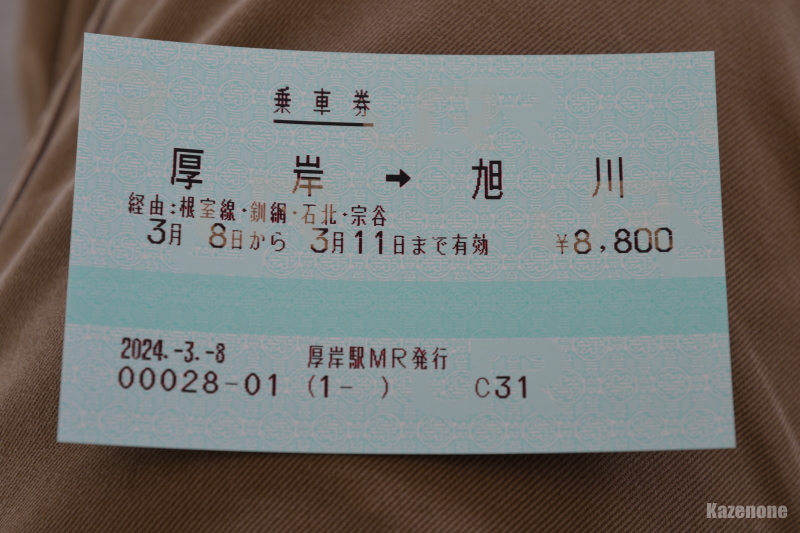 乗車券
厚岸→旭川
経由:根室線・釧網・石北・宗谷
3月 8日から 3月11日まで有効 ¥8,800
2024.-3.-8 厚岸駅MR発行
00028-01 (1- ) C31
Kazenone